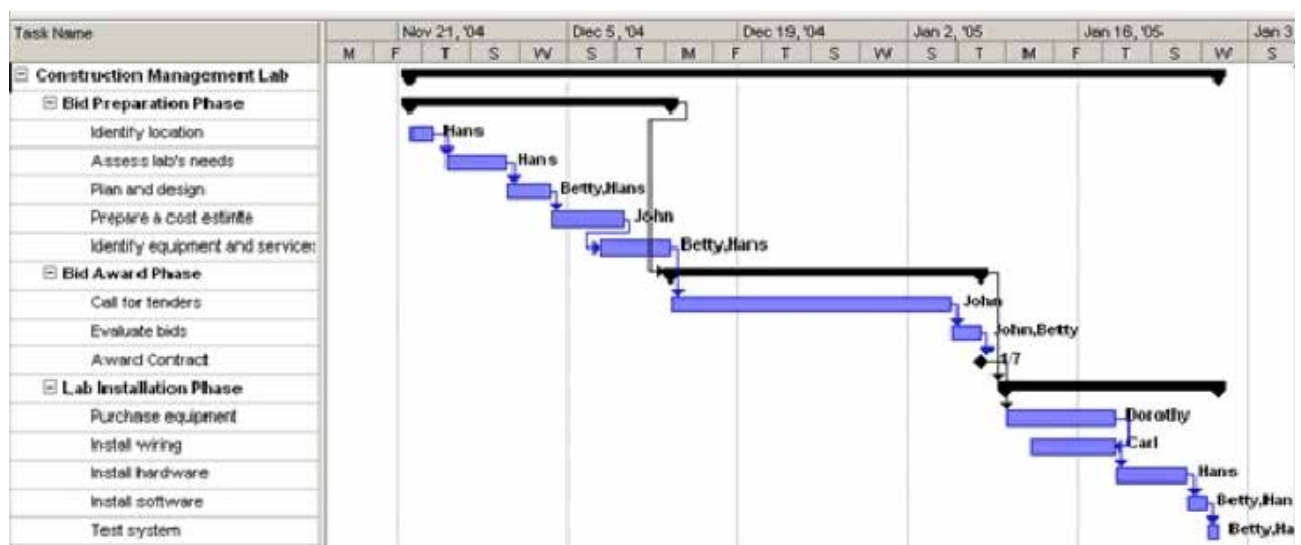 Task Name Nov 21, '04 Dec 5, '04 Dec 19, '04 Jan 2, '05 Jan 16, '05 Jan 3
M F T S W S T M F T S W S T M F T S W S
Construction Management Lab
Bid Preparation Phase
Identify location Hans
Assess lab's needs Hans
Plan and design Betty,Hans
Prepare a cost estimte John
Identify equipment and services Betty,Hans
Bid Award Phase
Call for tenders John
Evaluate bids John,Betty
Award Contract 1/7
Lab Installation Phase
Purchase equipment Dorothy
Install wiring Carl
Install hardware Hans
Install software Betty,Han
Test system Betty,Ha